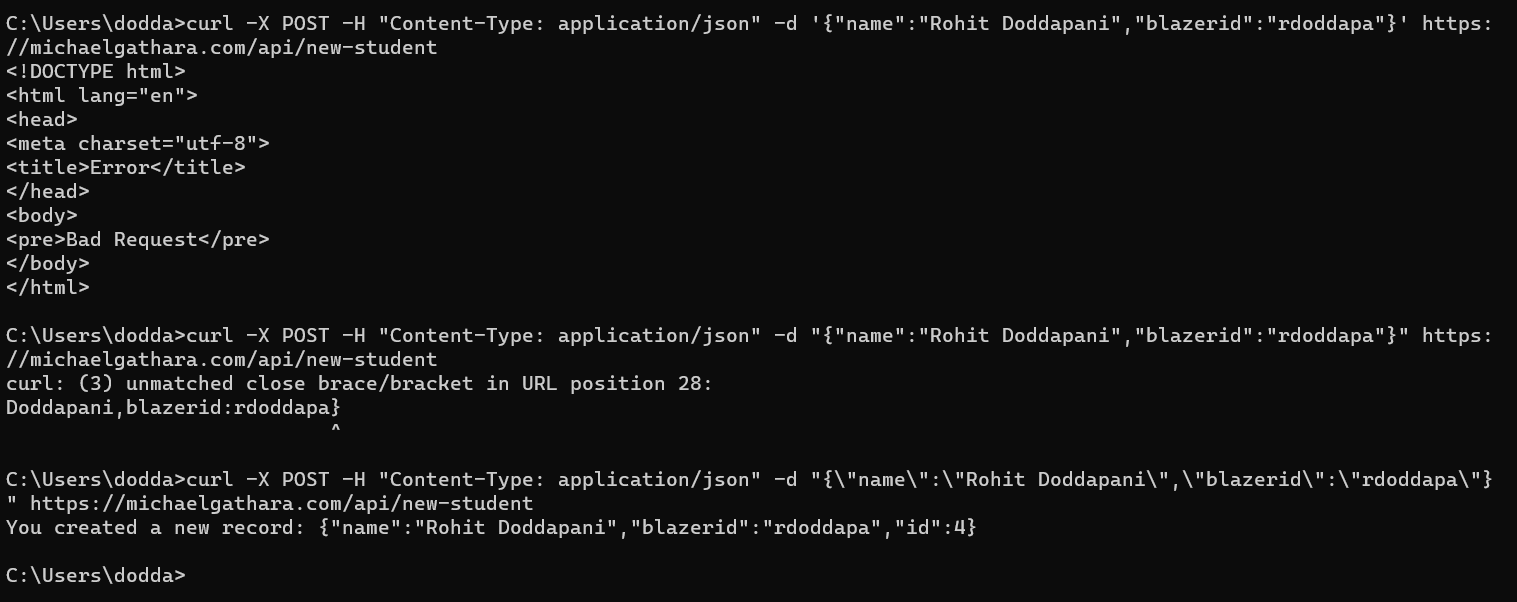 C:\Users\dodda>curl -X POST -H "Content-Type: application/json" -d '{"name":"Rohit Doddapani","blazerid":"rdoddapa"}' https:
//michaelgathara.com/api/new-student
<!DOCTYPE html>
<html lang="en">
<head>
<meta charset="utf-8">
<title>Error</title>
</head>
<body>
<pre>Bad Request</pre>
</body>
</html>
C:\Users\dodda>curl -X POST -H "Content-Type: application/json" -d "{"name":"Rohit Doddapani","blazerid":"rdoddapa"}" https:
//michaelgathara.com/api/new-student
curl: (3) unmatched close brace/bracket in URL position 28:
Doddapani,blazerid:rdoddapa}
^
C:\Users\dodda>curl -X POST -H "Content-Type: application/json" -d "{\"name\":\"Rohit Doddapani\",\"blazerid\":\"rdoddapa\"}
" https://michaelgathara.com/api/new-student
You created a new record: {"name":"Rohit Doddapani","blazerid":"rdoddapa","id":4}
C:\Users\dodda>